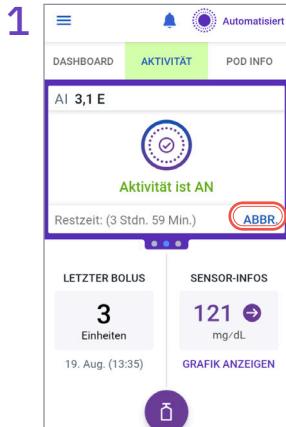 1
Automatisiert
DASHBOARD AKTIVITÄT POD INFO
AI 3,1 E
Aktivität ist AN
Restzeit: (3 Stdn. 59 Min.) ABBR.
LETZTER BOLUS
3
Einheiten
19. Aug. (13:35)
SENSOR-INFOS
121
mg/dL
GRAFIK ANZEIGEN